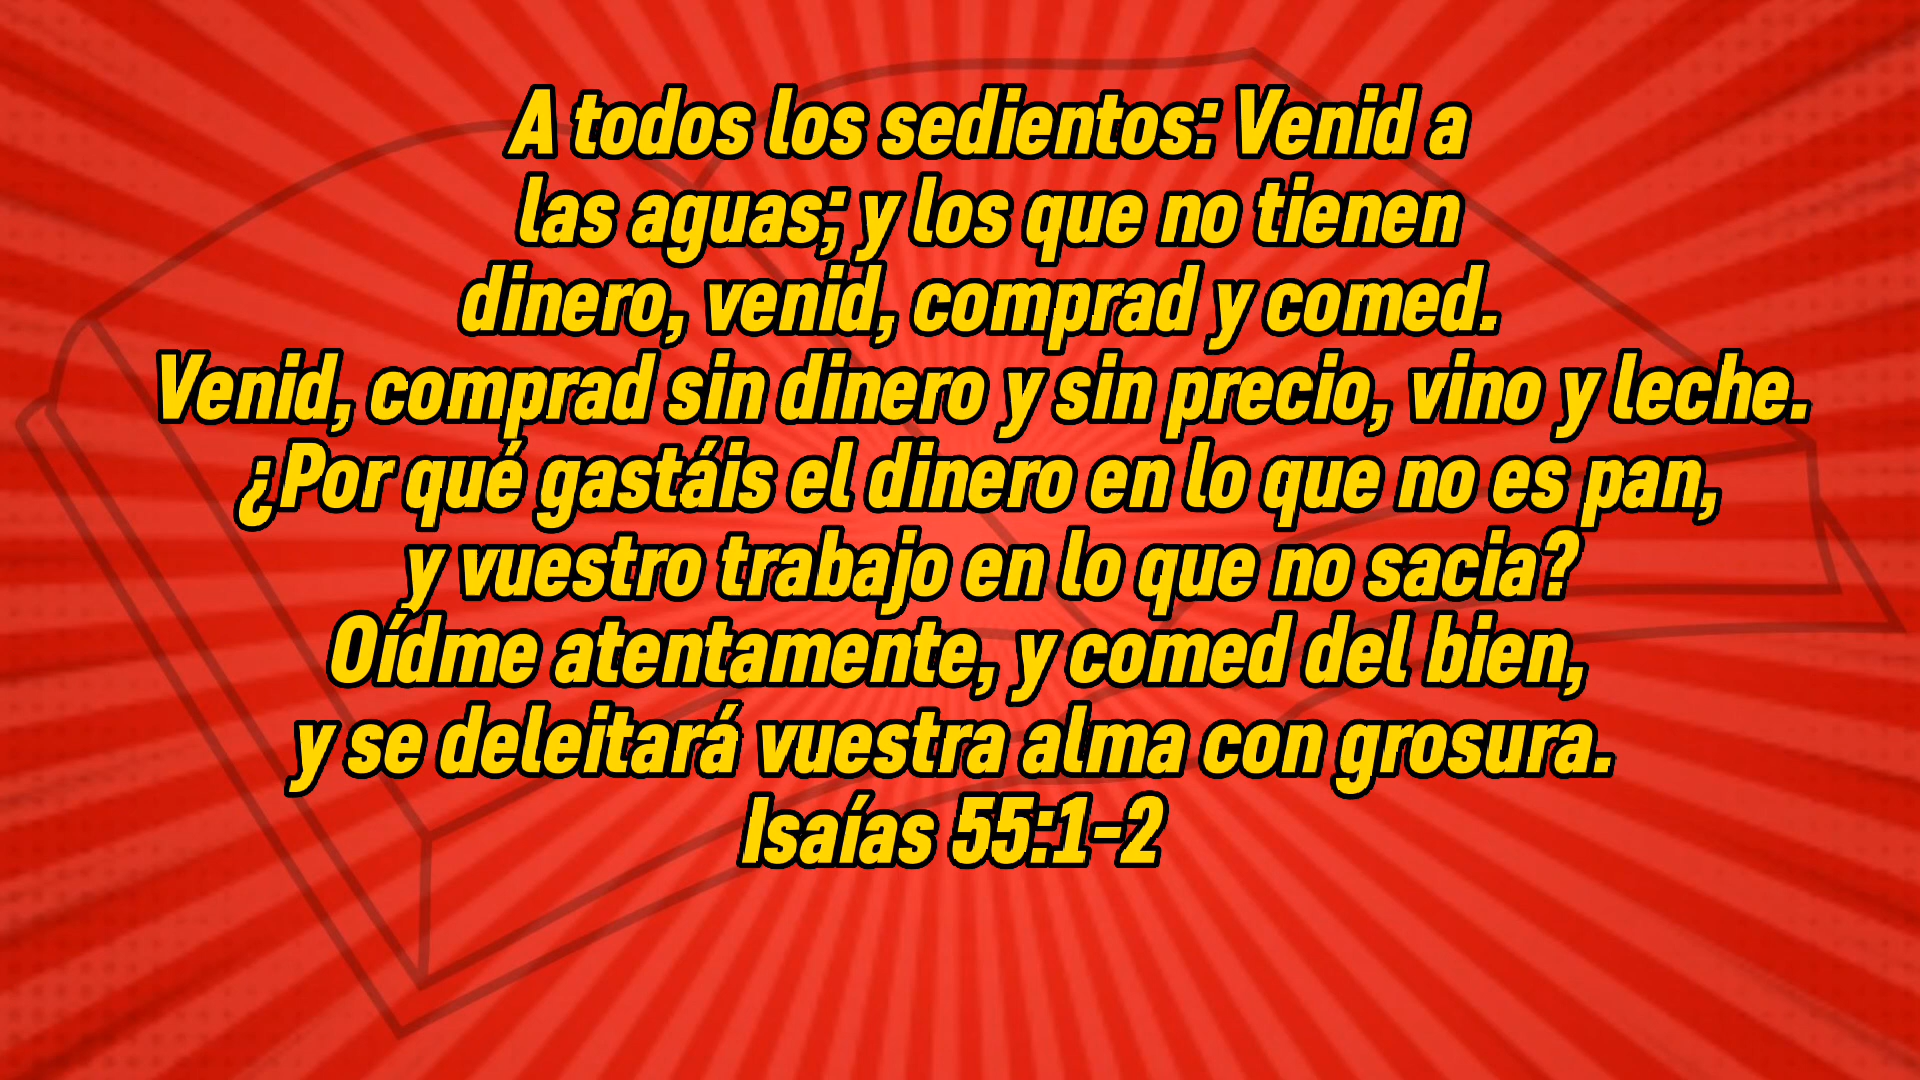 A todos los sedientos: Venid a
las aguas; y los que no tienen
dinero, venid, comprad y comed.
Venid, comprad sin dinero y sin precio, vino y leche.
¿Por qué gastáis el dinero en lo que no es pan,
y vuestro trabajo en lo que no sacia?
Oídme atentamente, y comed del bien,
y se deleitará vuestra alma con grosura.
Isaías 55:1-2